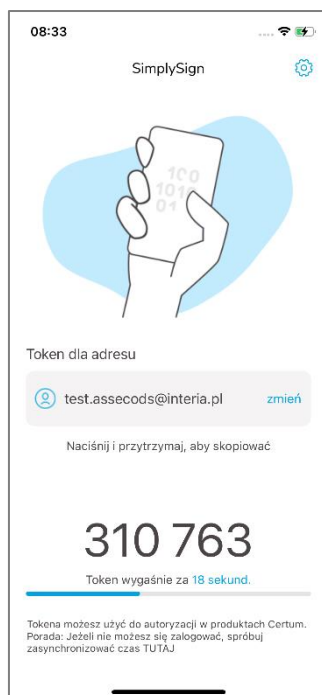 08:33
SimplySign
100
1010
01
Token dla adresu
test.assecods@interia.pl zmień
Naciśnij i przytrzymaj, aby skopiować
310 763
Token wygaśnie za 18 sekund.
Tokena możesz użyć do autoryzacji w produktach Certum.
Porada: Jeżeli nie możesz się zalogować, spróbuj
zasynchronizować czas TUTAJ